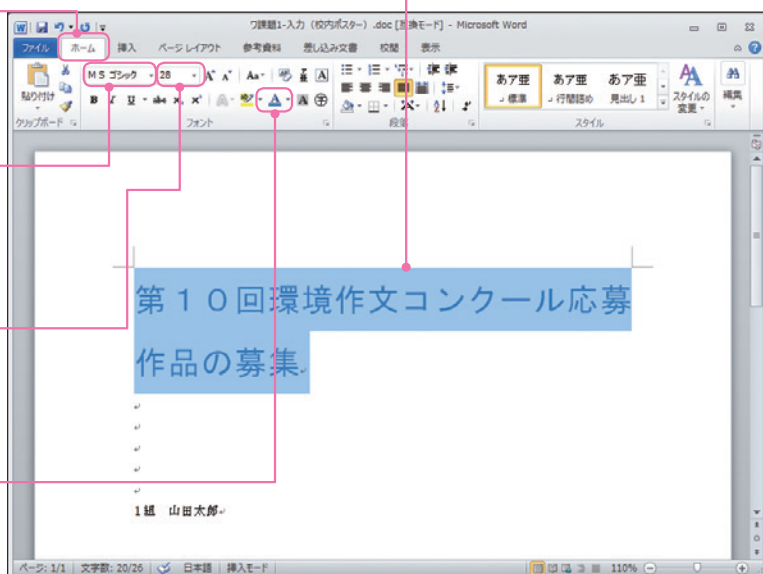 ワ課題1-入力（校内ポスター）.doc [互換モード] - Microsoft Word
ファイル ホーム 挿入 ページ レイアウト 参考資料 差し込み文書 校閲 表示
MS ゴシック 28 あア亜 あア亜 あア亜
貼り付け 標準 行間詰め 見出し 1 スタイルの変更 編集
クリップボード フォント 段落 スタイル
第１０回環境作文コンクール応募
作品の募集
1組　山田太郎
ページ: 1/1 文字数: 20/26 日本語 挿入モード 110%